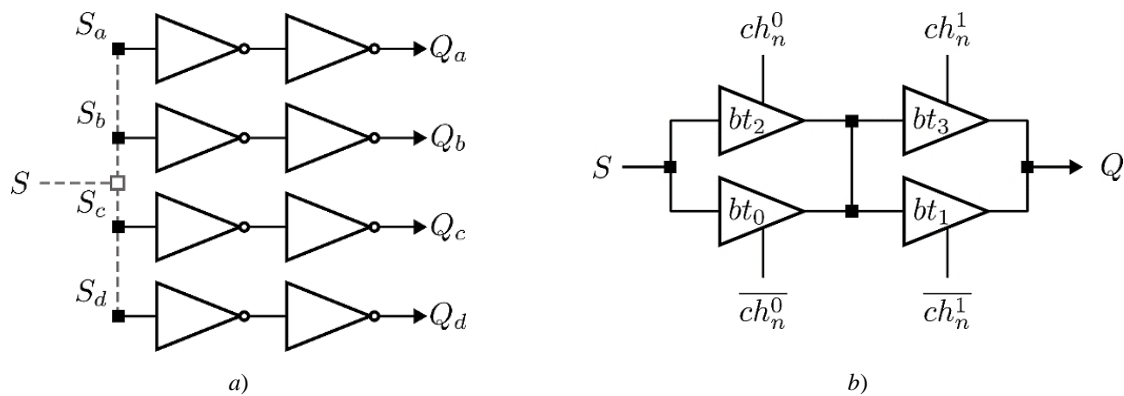 S_a
Q_a
S_b
Q_b
S
S_c
Q_c
S_d
Q_d
a)
ch_n^0 ch_n^1
bt_2 bt_3
S Q
bt_0 bt_1
\overline{ch_n^0} \overline{ch_n^1}
b)